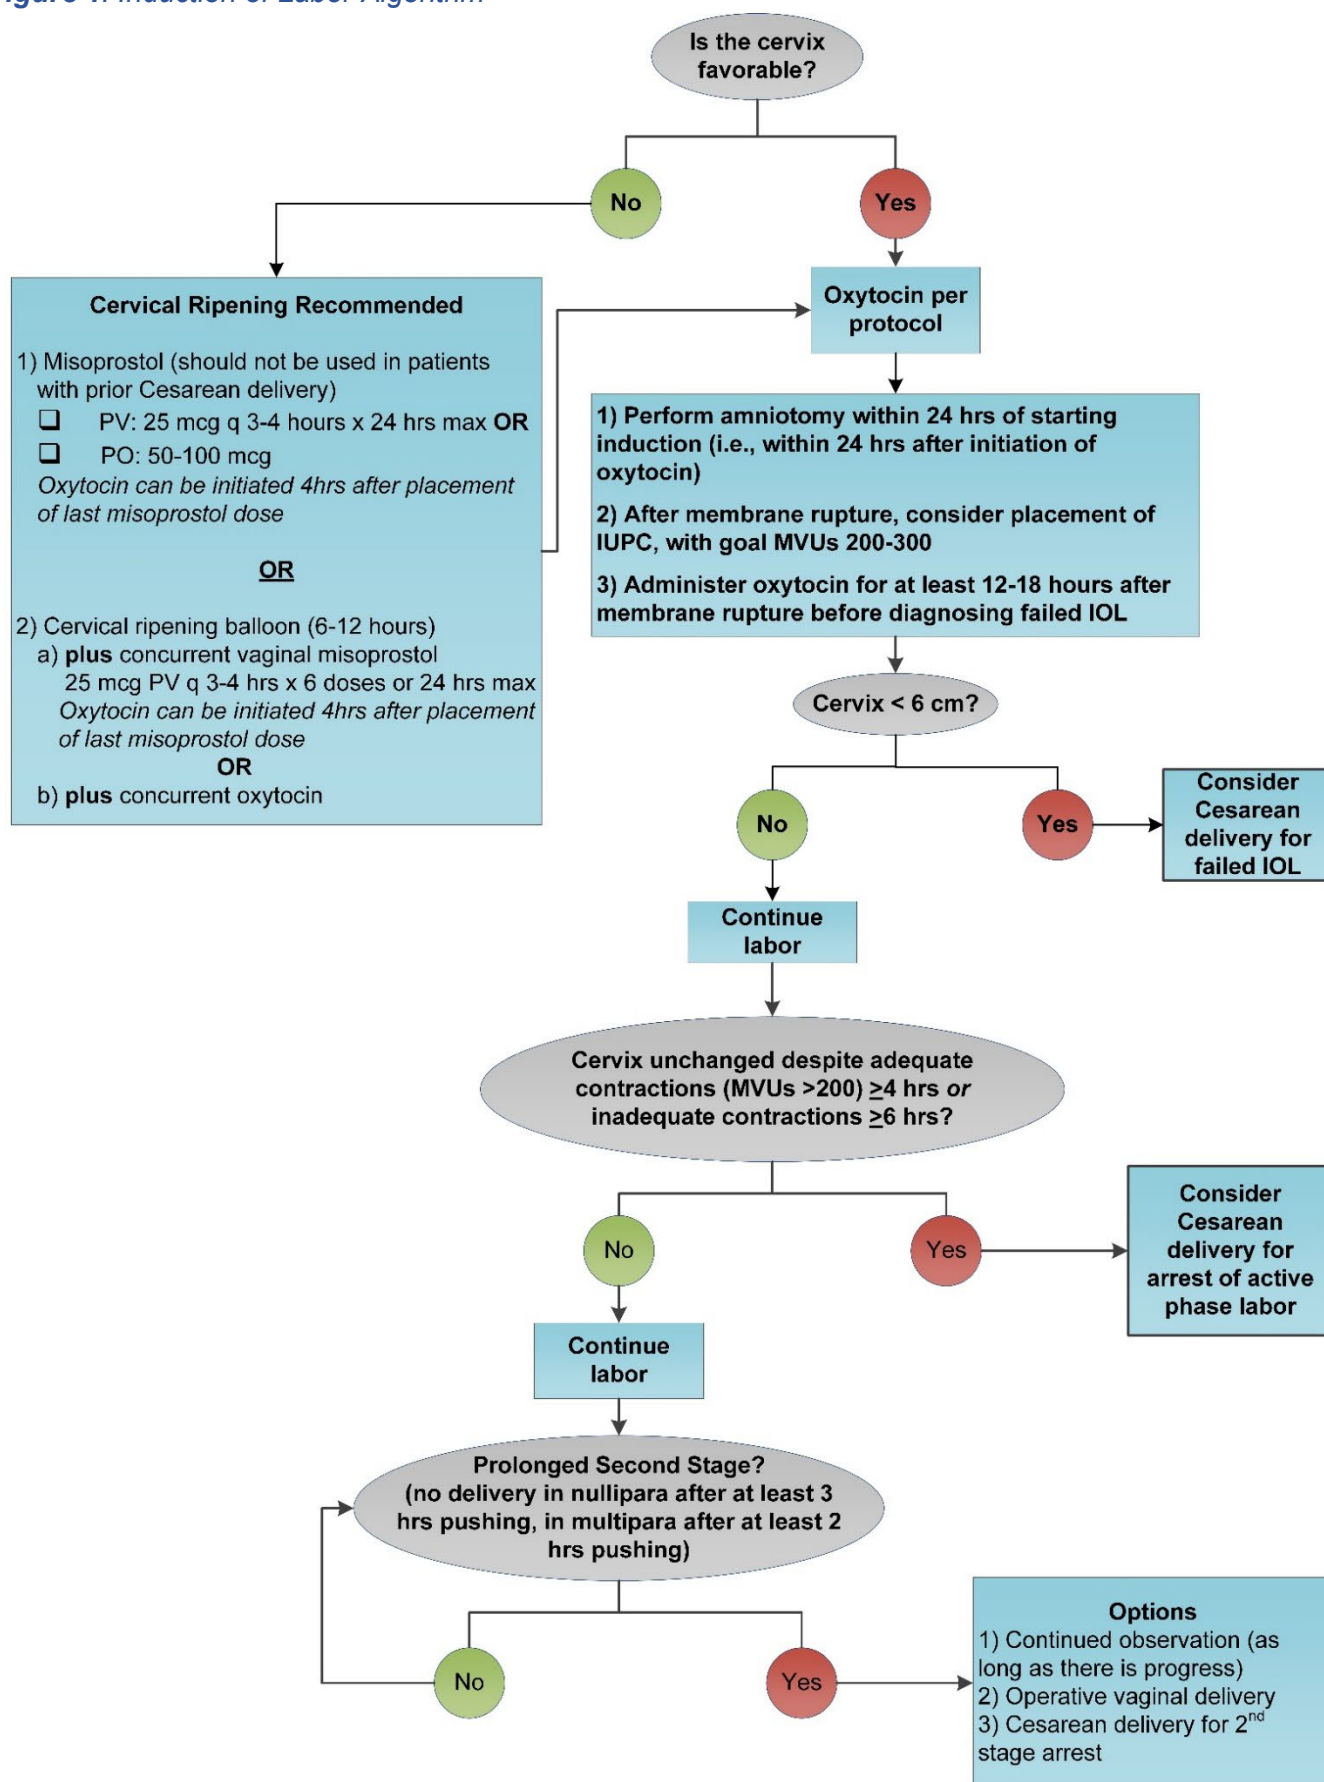 Figure 1. Induction of Labor Algorithm
Is the cervix
favorable?
No
Yes
Cervical Ripening Recommended
1) Misoprostol (should not be used in patients
with prior Cesarean delivery)
❑ PV: 25 mcg q 3-4 hours x 24 hrs max OR
❑ PO: 50-100 mcg
Oxytocin can be initiated 4hrs after placement
of last misoprostol dose
OR
2) Cervical ripening balloon (6-12 hours)
a) plus concurrent vaginal misoprostol
25 mcg PV q 3-4 hrs x 6 doses or 24 hrs max
Oxytocin can be initiated 4hrs after placement
of last misoprostol dose
OR
b) plus concurrent oxytocin
Oxytocin per
protocol
1) Perform amniotomy within 24 hrs of starting
induction (i.e., within 24 hrs after initiation of
oxytocin)
2) After membrane rupture, consider placement of
IUPC, with goal MVUs 200-300
3) Administer oxytocin for at least 12-18 hours after
membrane rupture before diagnosing failed IOL
Cervix < 6 cm?
No
Yes
Consider
Cesarean
delivery for
failed IOL
Continue
labor
Cervix unchanged despite adequate
contractions (MVUs >200) ≥4 hrs or
inadequate contractions ≥6 hrs?
No
Yes
Consider
Cesarean
delivery for
arrest of active
phase labor
Continue
labor
Prolonged Second Stage?
(no delivery in nullipara after at least 3
hrs pushing, in multipara after at least 2
hrs pushing)
No
Yes
Options
1) Continued observation (as
long as there is progress)
2) Operative vaginal delivery
3) Cesarean delivery for 2nd
stage arrest